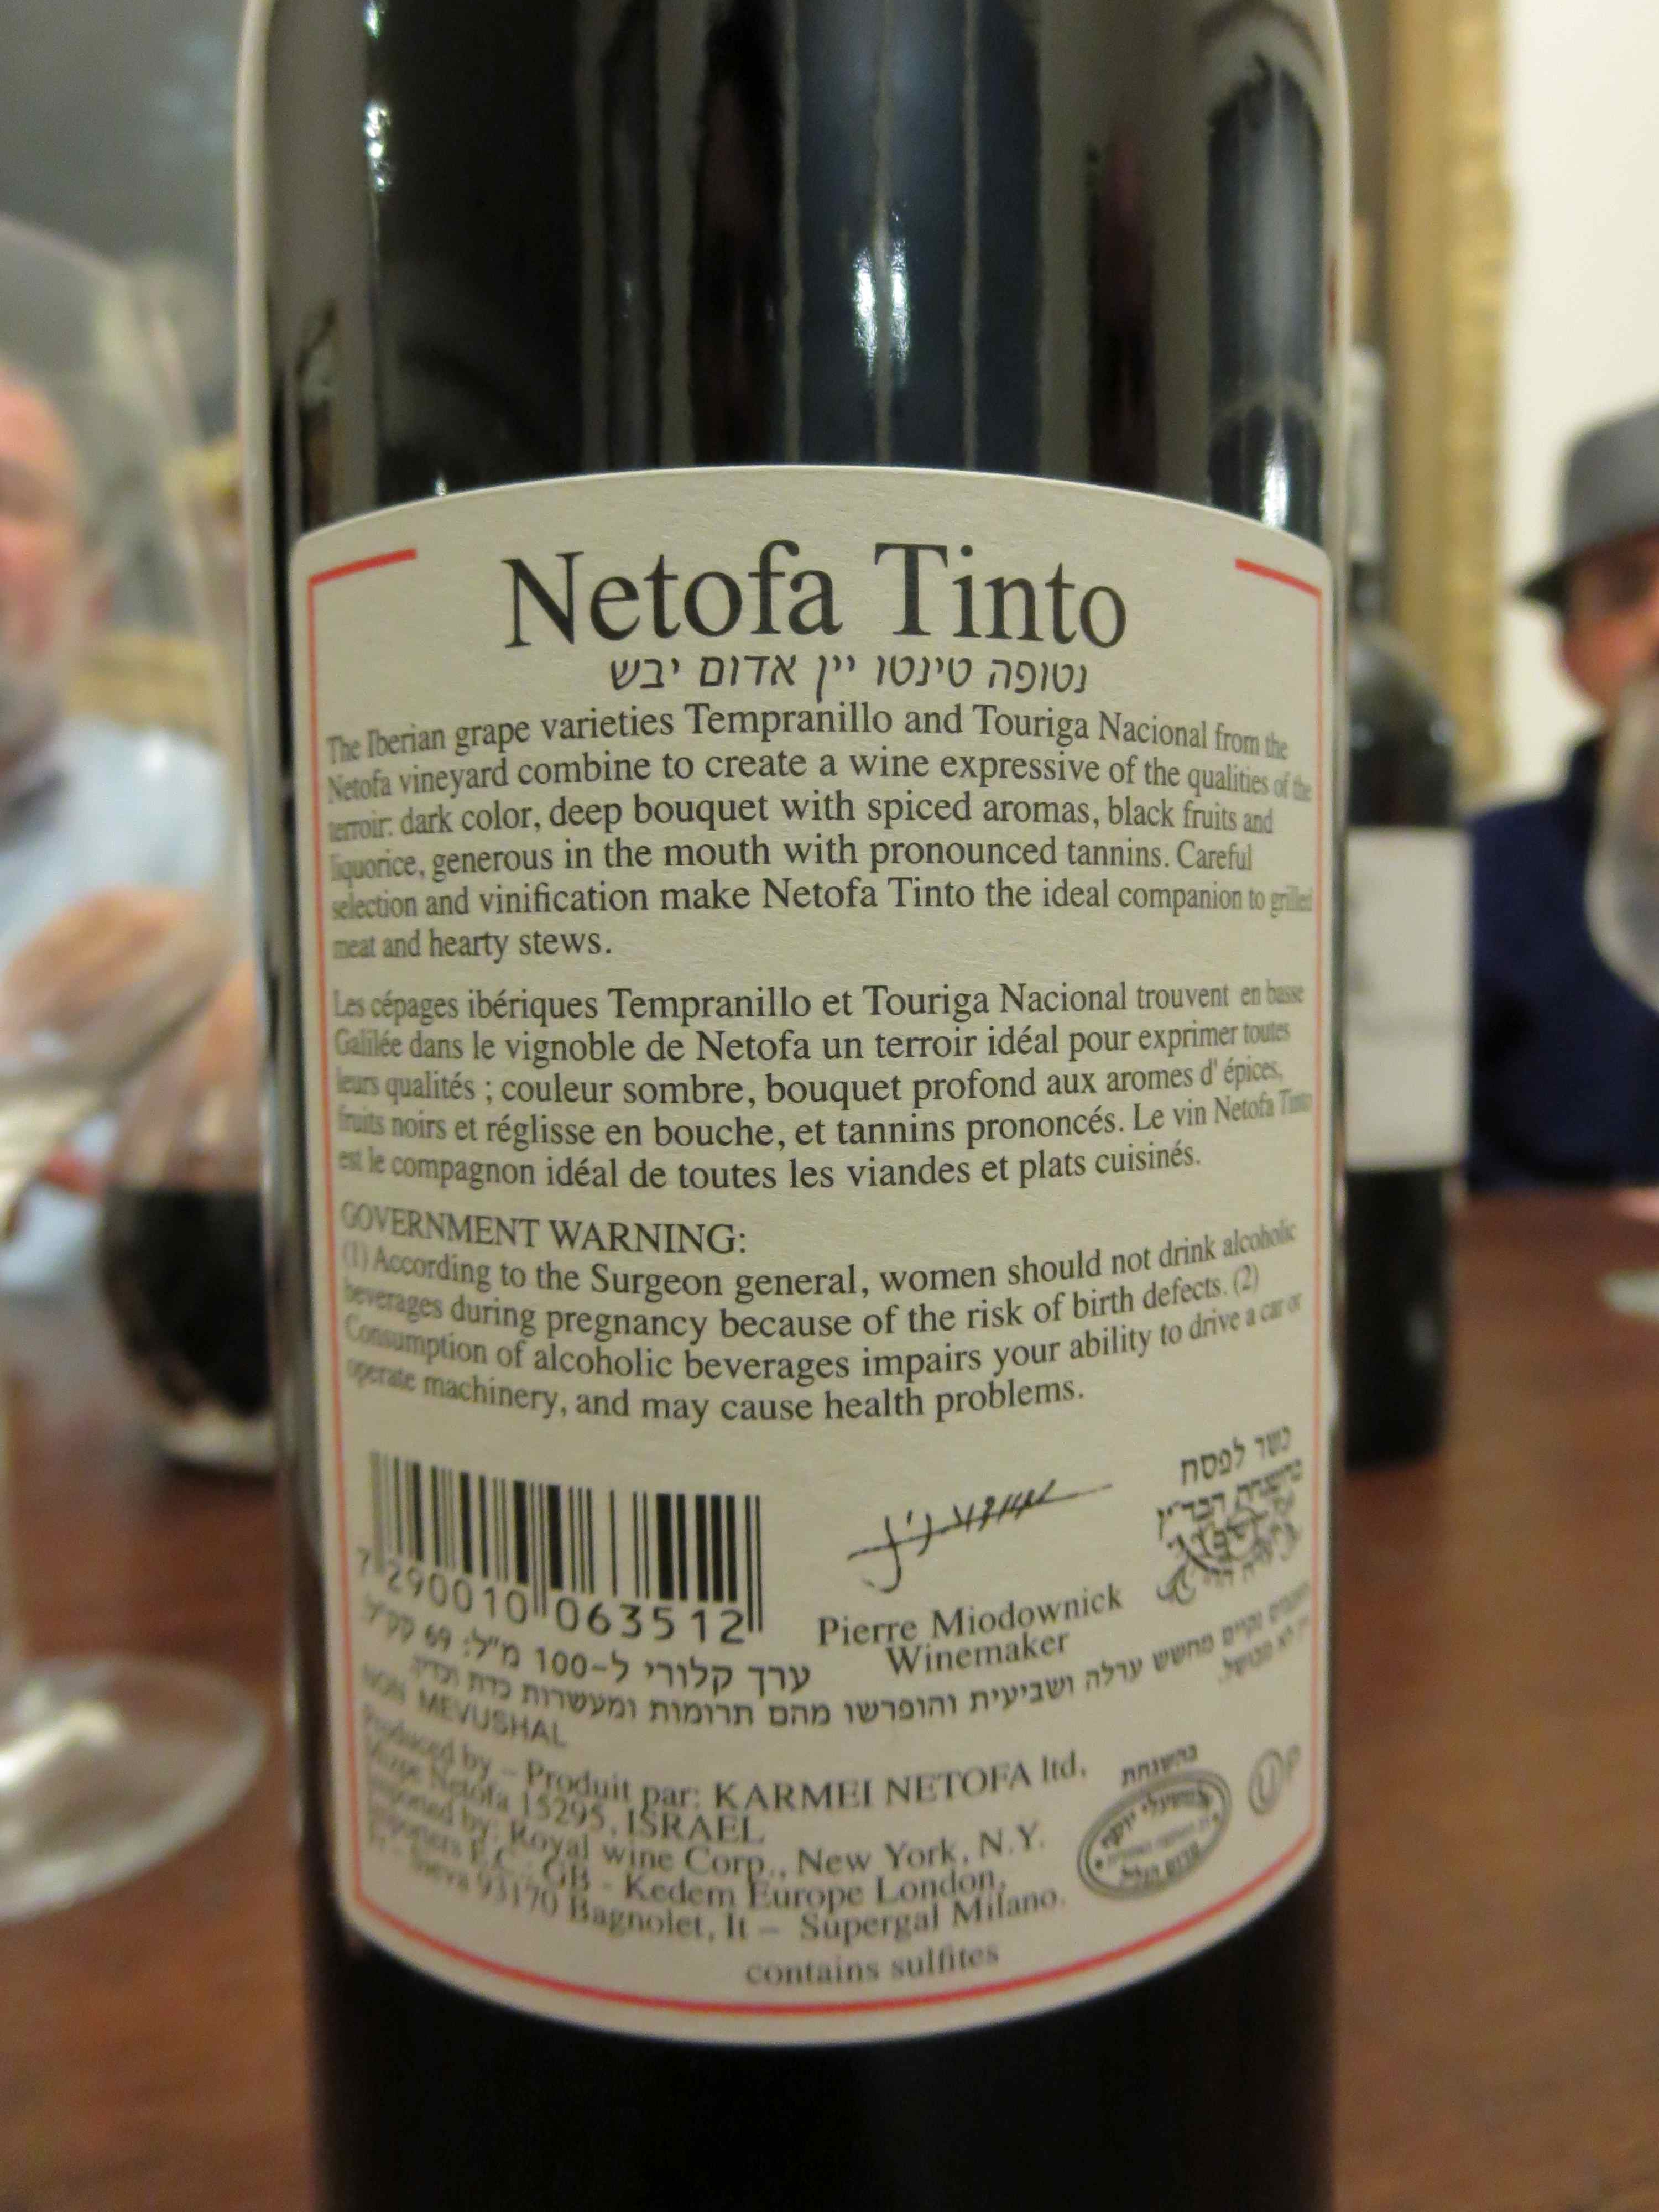 Netofa Tinto
נטופה טינטו יין אדום יבש
The Iberian grape varieties Tempranillo and Touriga Nacional from the
Netofa vineyard combine to create a wine expressive of the qualities of the
terroir: dark color, deep bouquet with spiced aromas, black fruits and
liquorice, generous in the mouth with pronounced tannins. Careful
selection and vinification make Netofa Tinto the ideal companion to grilled
meat and hearty stews.
Les cépages ibériques Tempranillo et Touriga Nacional trouvent en basse
Galilée dans le vignoble de Netofa un terroir idéal pour exprimer toutes
leurs qualités ; couleur sombre, bouquet profond aux aromes d' épices,
fruits noirs et réglisse en bouche, et tannins prononcés. Le vin Netofa Tinto
est le compagnon idéal de toutes les viandes et plats cuisinés.
GOVERNMENT WARNING:
(1) According to the Surgeon general, women should not drink alcoholic
beverages during pregnancy because of the risk of birth defects. (2)
Consumption of alcoholic beverages impairs your ability to drive a car or
operate machinery, and may cause health problems.
כשר לפסח
7 290010 063512
Pierre Miodownick
Winemaker
ערך קלורי ל-100 מ"ל: 69 קק"ל
מחשש ערלה ושביעית והופרשו מהם תרומות ומעשרות כדת וכדין
NON MEVUSHAL
Produced by – Produit par: KARMEI NETOFA ltd.
Mizpe Netofa 15295, ISRAEL
Imported by: Royal wine Corp., New York, N.Y.
Importers E.C. : GB - Kedem Europe London,
Sieva 93170 Bagnolet, It – Supergal Milano.
contains sulfites
בהשגחת
U P